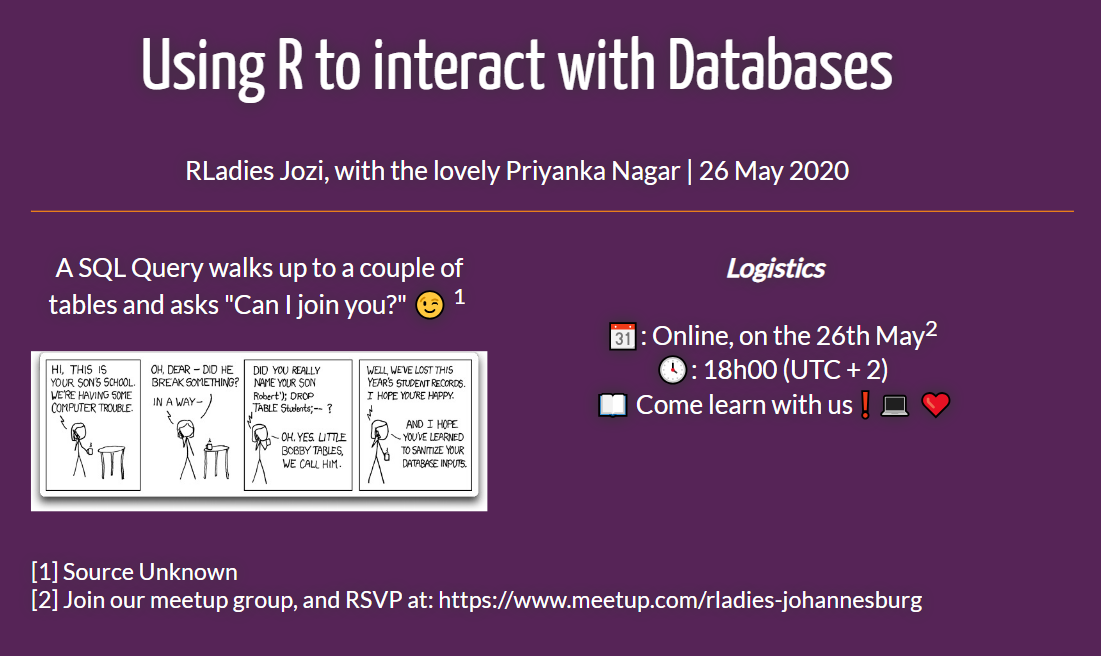 Using R to interact with Databases
RLadies Jozi, with the lovely Priyanka Nagar | 26 May 2020
A SQL Query walks up to a couple of
tables and asks "Can I join you?" 😉 1
HI, THIS IS
YOUR SON'S SCHOOL.
WE'RE HAVING SOME
COMPUTER TROUBLE.
OH, DEAR – DID HE
BREAK SOMETHING?
IN A WAY–
DID YOU REALLY
NAME YOUR SON
Robert'); DROP
TABLE Students;-- ?
OH. YES. LITTLE
BOBBY TABLES,
WE CALL HIM.
WELL, WE'VE LOST THIS
YEAR'S STUDENT RECORDS.
I HOPE YOU'RE HAPPY.
AND I HOPE
YOU'VE LEARNED
TO SANITIZE YOUR
DATABASE INPUTS.
Logistics
📅: Online, on the 26th May2
🕓: 18h00 (UTC + 2)
📖 Come learn with us❗💻 ❤️
[1] Source Unknown
[2] Join our meetup group, and RSVP at: https://www.meetup.com/rladies-johannesburg